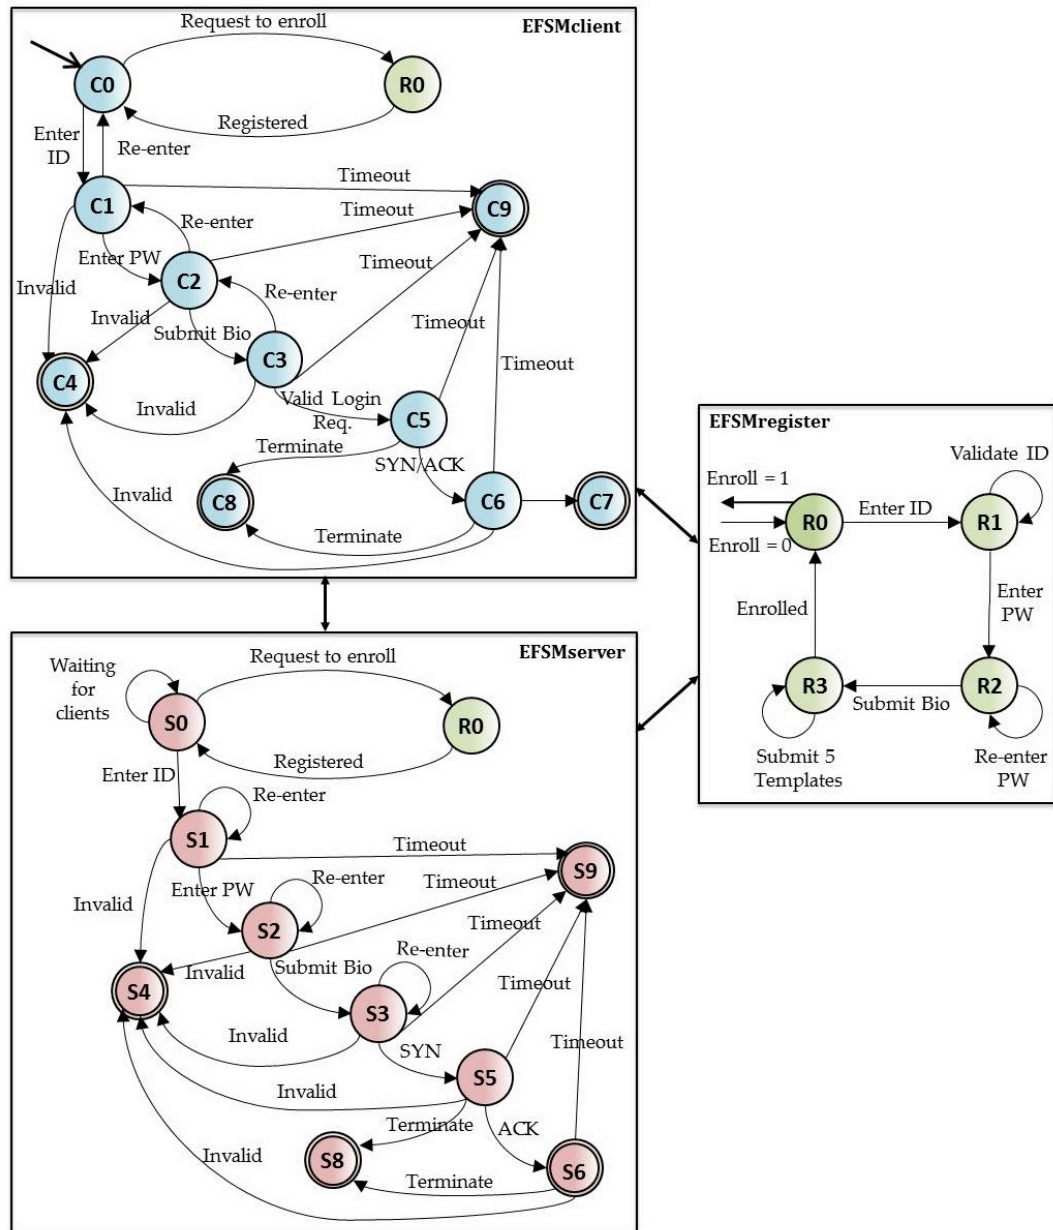 EFSMclient
Request to enroll
C0
R0
Registered
Enter
ID
Re-enter
Timeout
C1
Timeout
C9
Re-enter
Enter PW
Timeout
C2
Invalid
Re-enter
Invalid
Submit Bio
Timeout
C3
Timeout
C4
Invalid
Valid Login
Req.
C5
Terminate
SYN/ACK
Invalid
C8
C6
C7
Terminate
EFSMregister
Validate ID
Enroll = 1
R0
Enter ID
R1
Enroll = 0
Enrolled
Enter
PW
R3
Submit Bio
R2
Submit 5
Templates
Re-enter
PW
EFSMserver
Waiting
for
clients
Request to enroll
S0
R0
Registered
Enter ID
Re-enter
S1
Timeout
S9
Enter PW
Re-enter
Timeout
Invalid
S2
Timeout
Re-enter
Invalid
Submit Bio
S4
Timeout
S3
Invalid
SYN
Timeout
S5
Invalid
Terminate
ACK
Invalid
S8
S6
Terminate